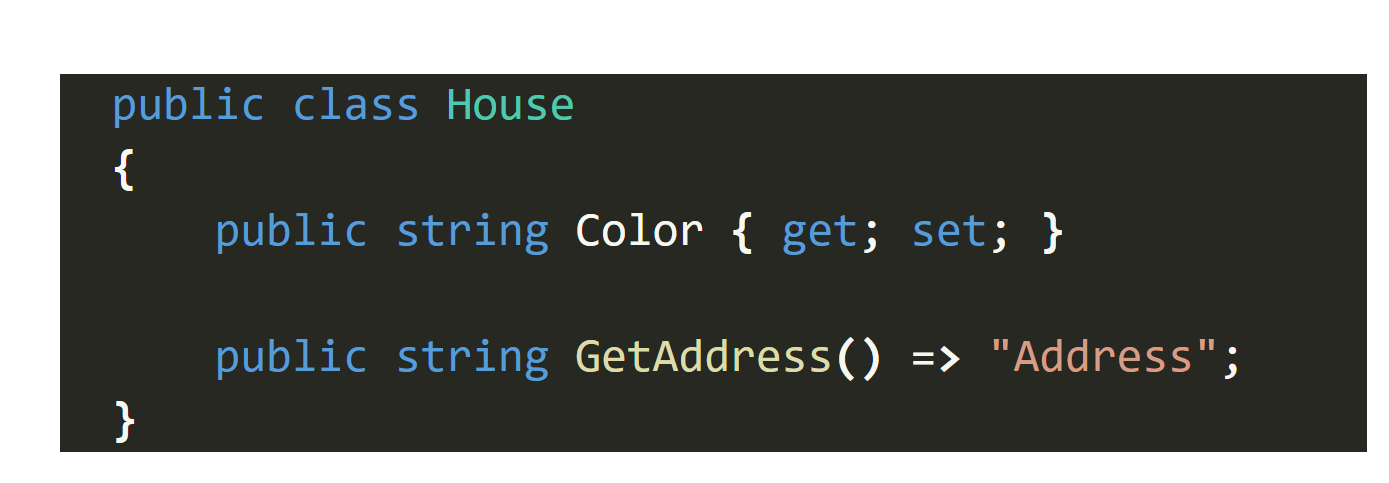 public class House
{
    public string Color { get; set; }

    public string GetAddress() => "Address";
}